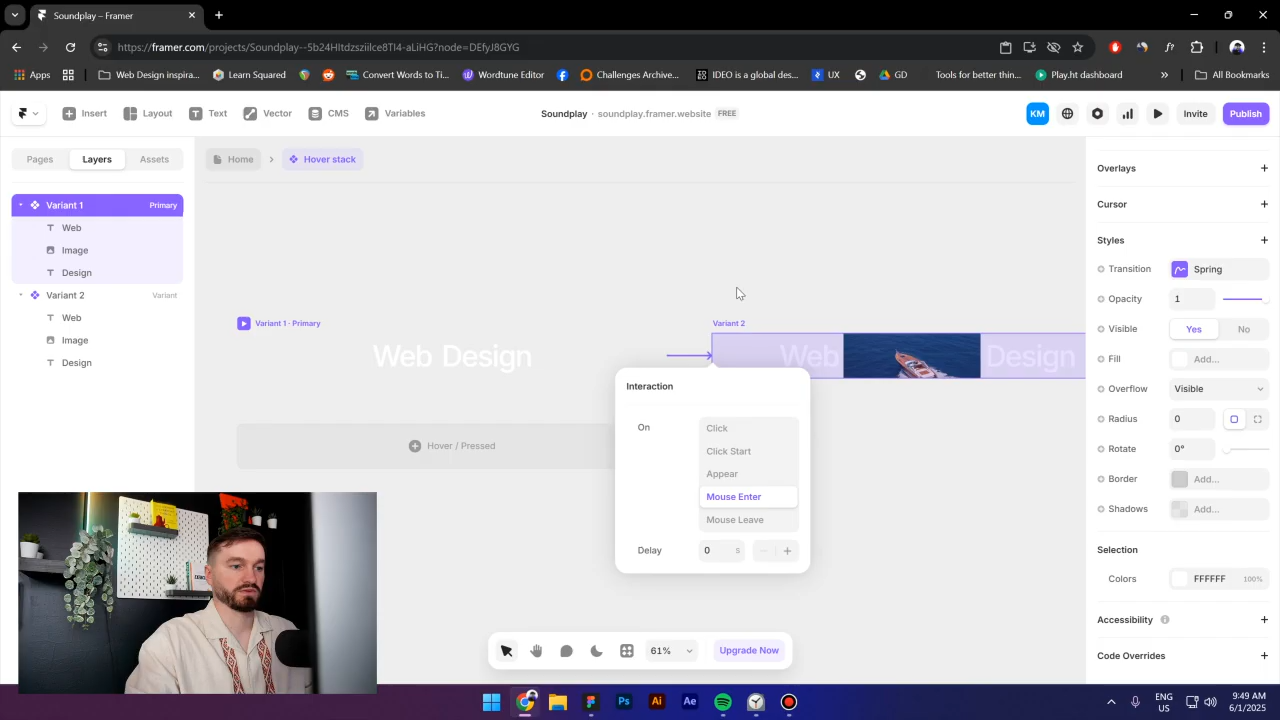 Soundplay – Framer
https://framer.com/projects/Soundplay--5b24HItdzsziilce8TI4-aLiHG?node=DEfyJ8GYG
Apps
Web Design inspira...
Learn Squared
Convert Words to Ti...
Wordtune Editor
Challenges Archive...
IDEO is a global des...
UX
GD
Tools for better thin...
Play.ht dashboard
All Bookmarks
Insert
Layout
Text
Vector
CMS
Variables
Soundplay · soundplay.framer.website FREE
KM
Invite
Publish
Pages
Layers
Assets
Home
Hover stack
Variant 1 Primary
Web
Image
Design
Variant 2 Variant
Web
Image
Design
Variant 1 · Primary
Web Design
Hover / Pressed
Variant 2
Web
Design
Interaction
On
Click
Click Start
Appear
Mouse Enter
Mouse Leave
Delay 0 s
61%
Upgrade Now
Overlays
Cursor
Styles
Transition Spring
Opacity 1
Visible Yes No
Fill Add...
Overflow Visible
Radius 0
Rotate 0°
Border Add...
Shadows Add...
Selection
Colors FFFFFF 100%
Accessibility
Code Overrides
Ps
Ai
Ae
ENG
US
9:49 AM
6/1/2025